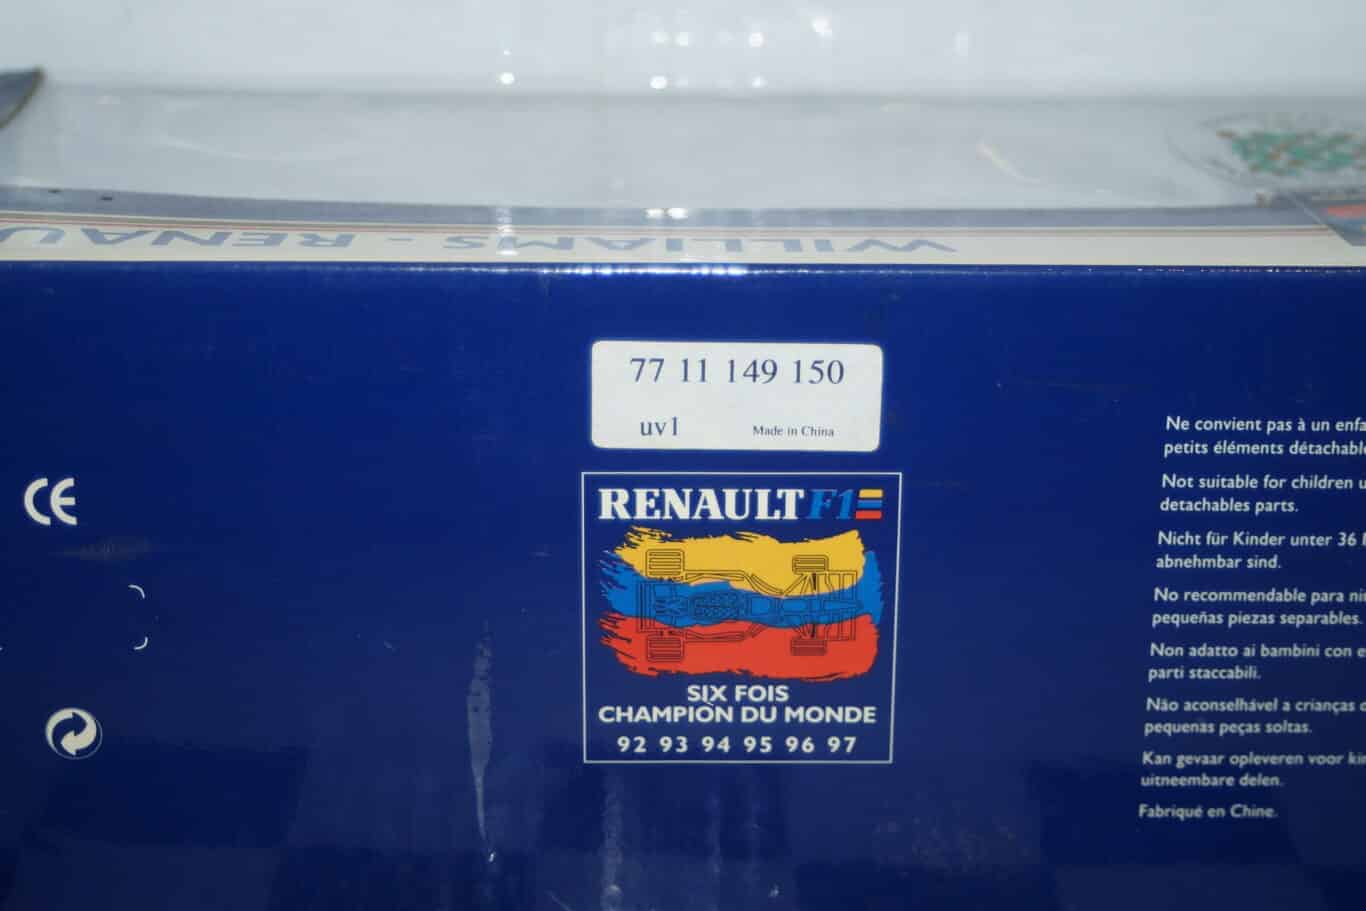 WILLIAMS - RENAU
77 11 149 150
uv1 Made in China
CE
RENAULT F1
SIX FOIS
CHAMPION DU MONDE
92 93 94 95 96 97
Ne convient pas à un enfa
petits éléments détachabl
Not suitable for children u
detachables parts.
Nicht für Kinder unter 36
abnehmbar sind.
No recommendable para ni
pequeñas piezas separables.
Non adatto ai bambini con e
parti staccabili.
Não aconselhável a crianças
pequenas peças soltas.
Kan gevaar opleveren voor ki
uitneembare delen.
Fabriqué en Chine.